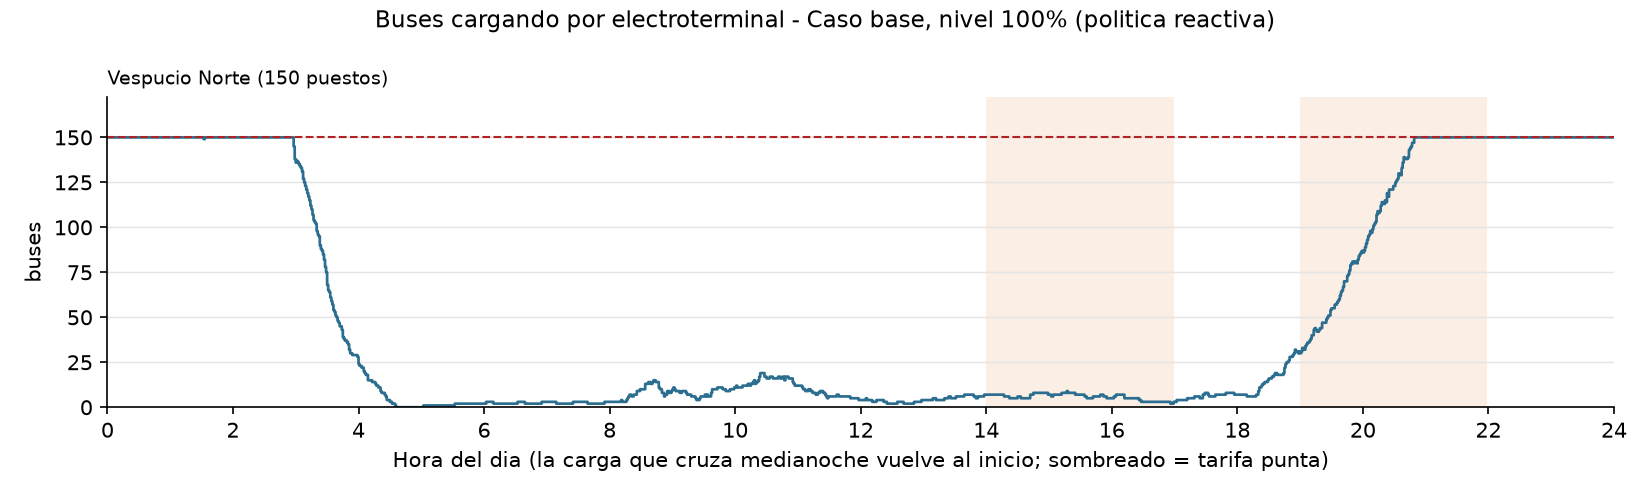 Buses cargando por electroterminal - Caso base, nivel 100% (politica reactiva)
Vespucio Norte (150 puestos)
150
125
100
75
50
25
0
buses
0 2 4 6 8 10 12 14 16 18 20 22 24
Hora del dia (la carga que cruza medianoche vuelve al inicio; sombreado = tarifa punta)